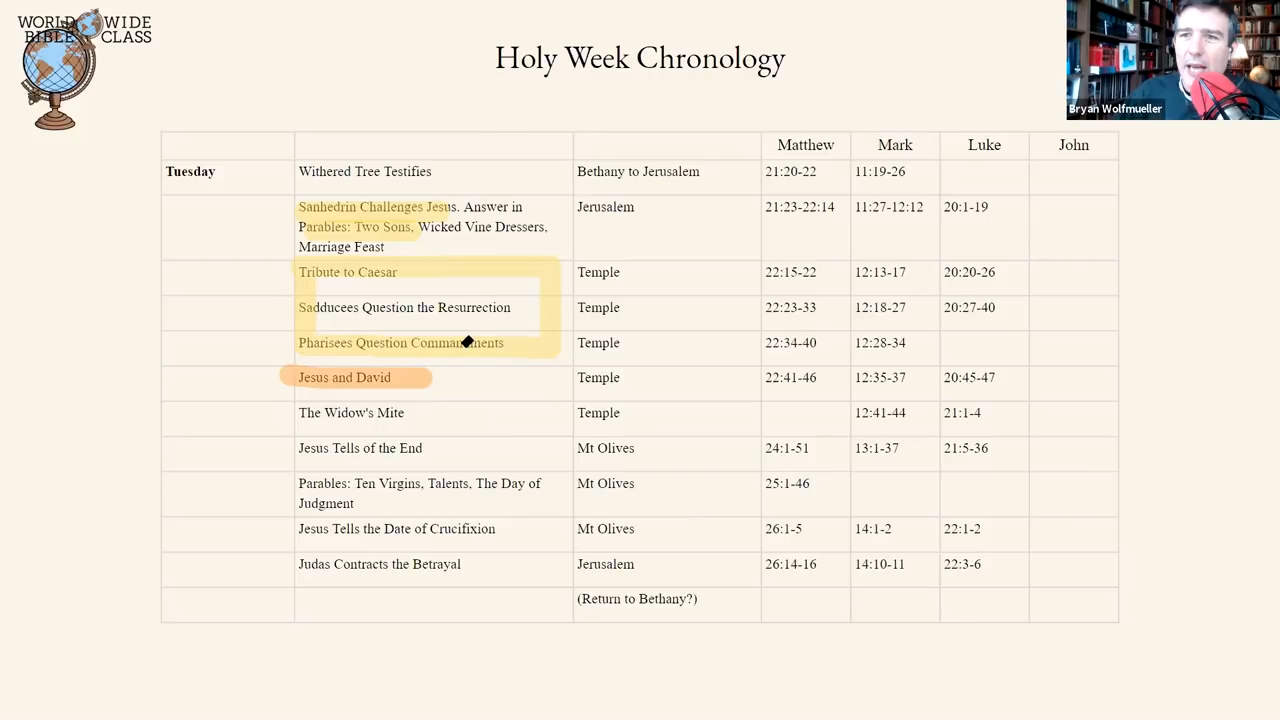 WORLD WIDE
BIBLE CLASS
Holy Week Chronology
Bryan Wolfmueller
Matthew Mark Luke John
Tuesday Withered Tree Testifies Bethany to Jerusalem 21:20-22 11:19-26
Sanhedrin Challenges Jesus. Answer in Jerusalem 21:23-22:14 11:27-12:12 20:1-19
Parables: Two Sons, Wicked Vine Dressers,
Marriage Feast
Tribute to Caesar Temple 22:15-22 12:13-17 20:20-26
Sadducees Question the Resurrection Temple 22:23-33 12:18-27 20:27-40
Pharisees Question Commandments Temple 22:34-40 12:28-34
Jesus and David Temple 22:41-46 12:35-37 20:45-47
The Widow's Mite Temple 12:41-44 21:1-4
Jesus Tells of the End Mt Olives 24:1-51 13:1-37 21:5-36
Parables: Ten Virgins, Talents, The Day of Mt Olives 25:1-46
Judgment
Jesus Tells the Date of Crucifixion Mt Olives 26:1-5 14:1-2 22:1-2
Judas Contracts the Betrayal Jerusalem 26:14-16 14:10-11 22:3-6
(Return to Bethany?)